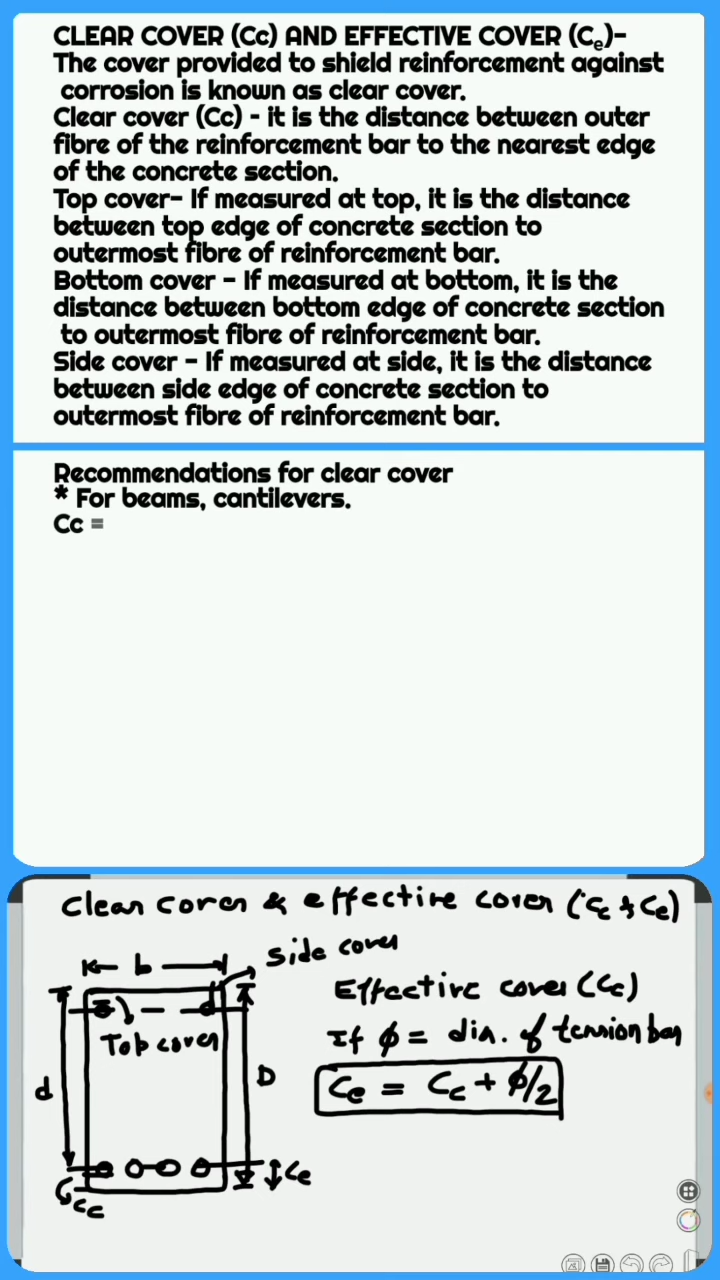 CLEAR COVER (Cc) AND EFFECTIVE COVER (Ce)-
The cover provided to shield reinforcement against
corrosion is known as clear cover.
Clear cover (Cc) - it is the distance between outer
fibre of the reinforcement bar to the nearest edge
of the concrete section.
Top cover- If measured at top, it is the distance
between top edge of concrete section to
outermost fibre of reinforcement bar.
Bottom cover - If measured at bottom, it is the
distance between bottom edge of concrete section
to outermost fibre of reinforcement bar.
Side cover - If measured at side, it is the distance
between side edge of concrete section to
outermost fibre of reinforcement bar.
Recommendations for clear cover
* For beams, cantilevers.
Cc =
Clear cover & effective cover (Cc & Ce)
b
Side cover
Effective cover (Ce)
If ϕ = dia. of tension bar
Top cover
d
D
Ce = Cc + ϕ/2
Ce
Cc